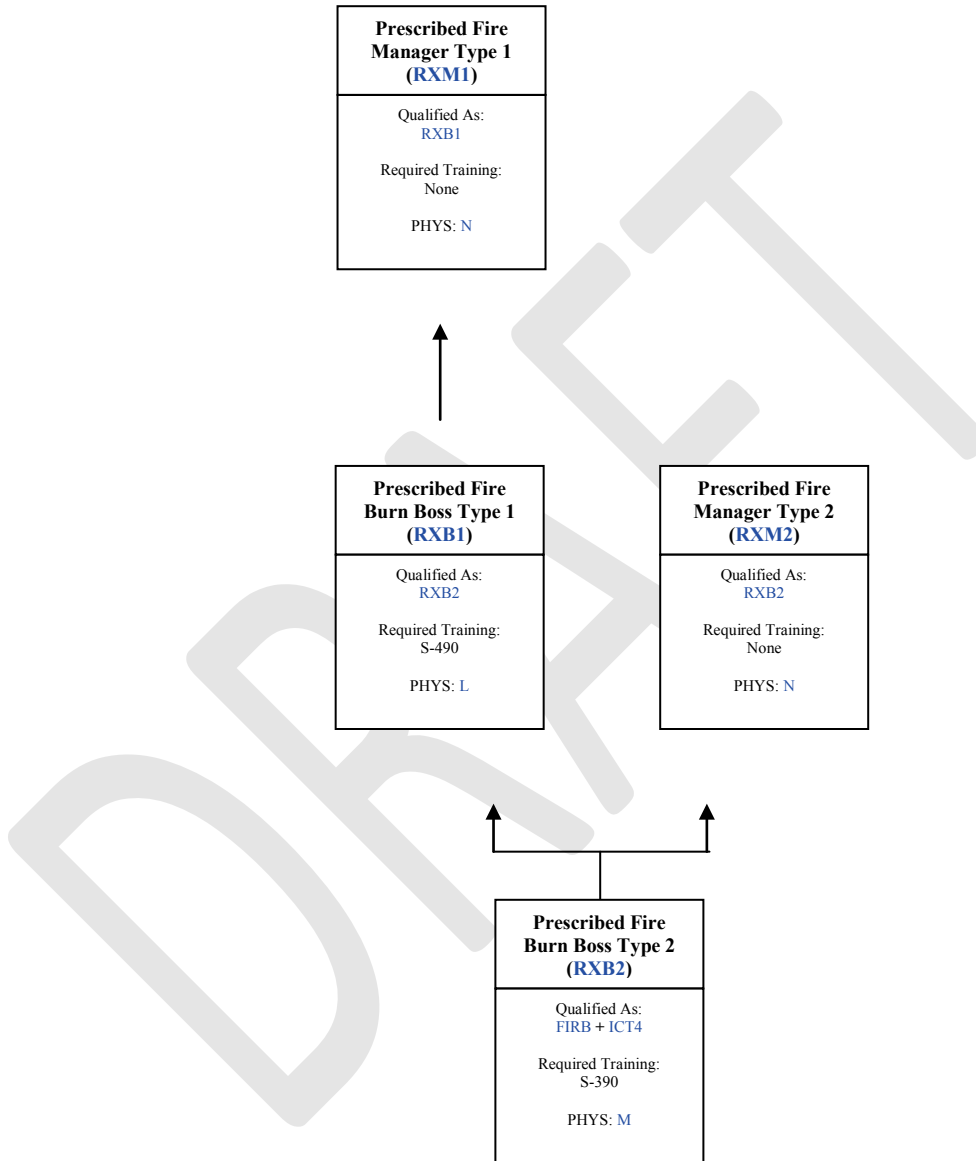 Prescribed Fire
Manager Type 1
(RXM1)
Qualified As:
RXB1
Required Training:
None
PHYS: N
Prescribed Fire
Burn Boss Type 1
(RXB1)
Qualified As:
RXB2
Required Training:
S-490
PHYS: L
Prescribed Fire
Manager Type 2
(RXM2)
Qualified As:
RXB2
Required Training:
None
PHYS: N
Prescribed Fire
Burn Boss Type 2
(RXB2)
Qualified As:
FIRB + ICT4
Required Training:
S-390
PHYS: M
DRAFT